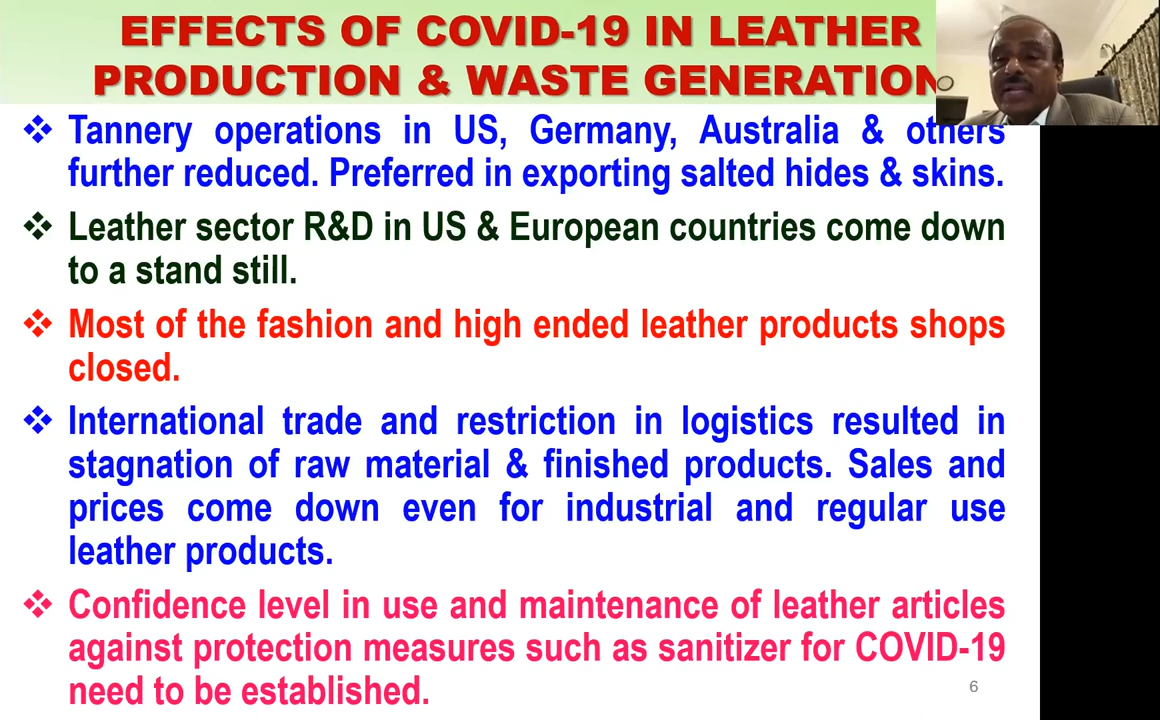 EFFECTS OF COVID-19 IN LEATHER
PRODUCTION & WASTE GENERATION
❖ Tannery operations in US, Germany, Australia & others
further reduced. Preferred in exporting salted hides & skins.
❖ Leather sector R&D in US & European countries come down
to a stand still.
❖ Most of the fashion and high ended leather products shops
closed.
❖ International trade and restriction in logistics resulted in
stagnation of raw material & finished products. Sales and
prices come down even for industrial and regular use
leather products.
❖ Confidence level in use and maintenance of leather articles
against protection measures such as sanitizer for COVID-19
need to be established.
6